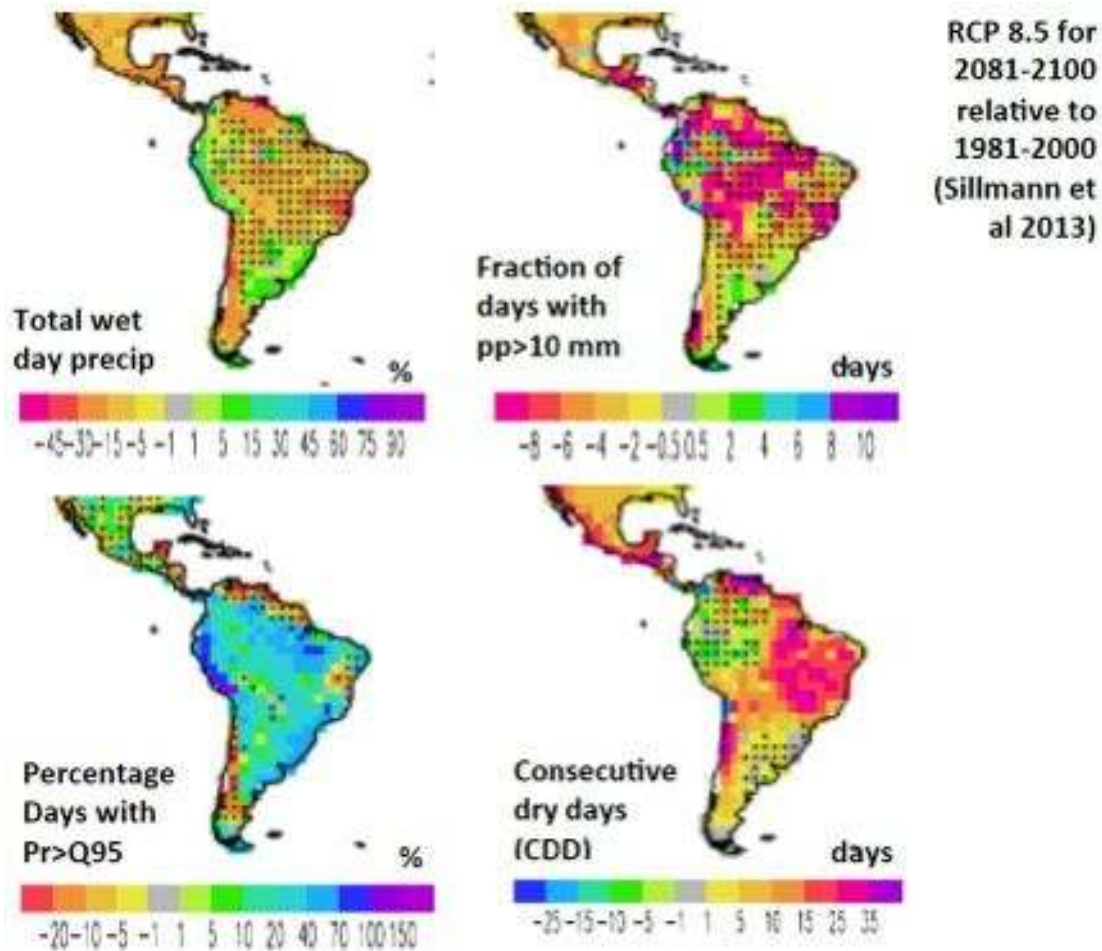 RCP 8.5 for
2081-2100
relative to
1981-2000
(Sillmann et
al 2013)
Total wet
day precip
%
-45-30-15 -5 -1 1 5 15 30 45 60 75 90
Fraction of
days with
pp>10 mm
days
-8 -6 -4 -2 -0.5 0.5 2 4 6 8 10
Percentage
Days with
Pr>Q95
%
-20 -10 -5 -1 1 5 10 20 40 70 100 150
Consecutive
dry days
(CDD)
days
-25 -15 -10 -5 -1 1 5 10 15 25 35